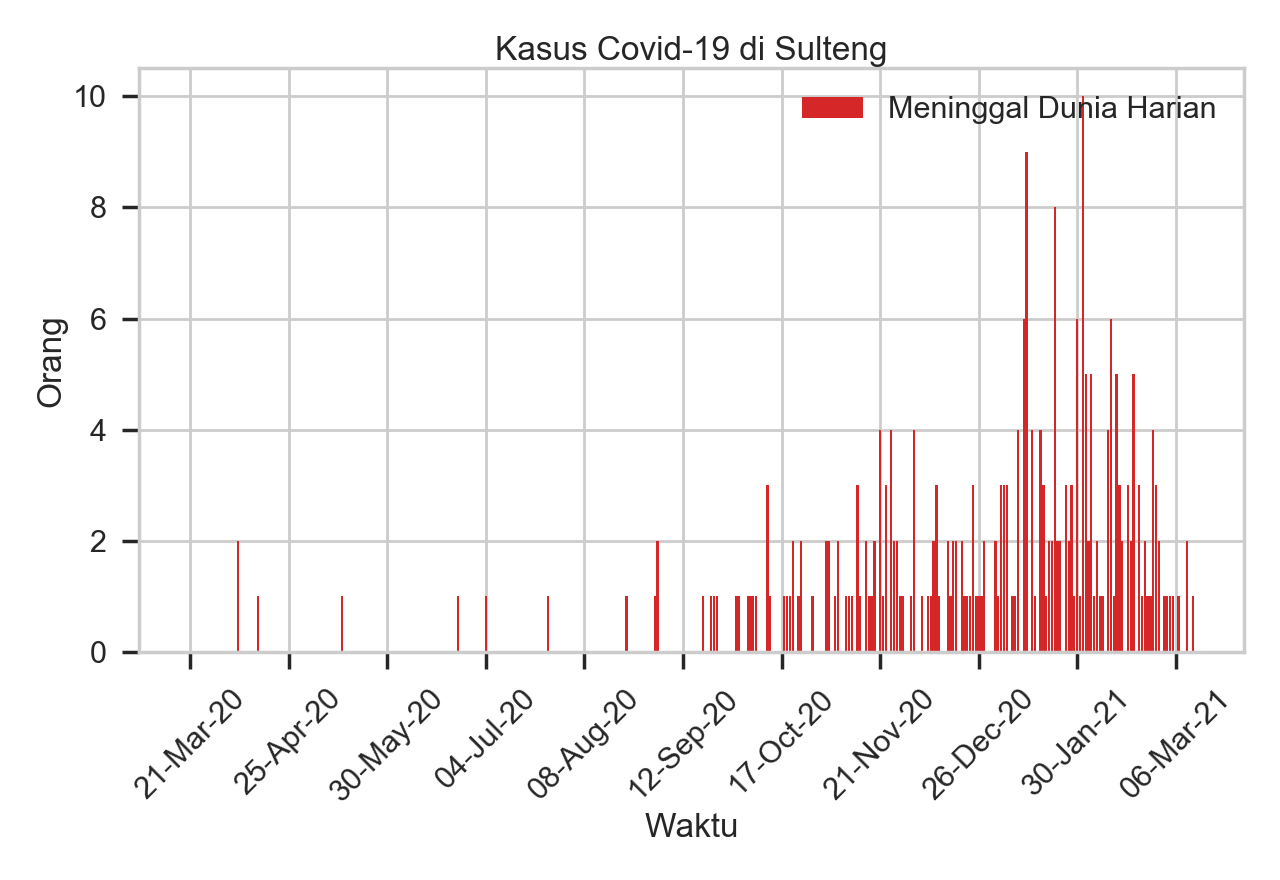 Kasus Covid-19 di Sulteng
Meninggal Dunia Harian
Orang
10
8
6
4
2
0
21-Mar-20
25-Apr-20
30-May-20
04-Jul-20
08-Aug-20
12-Sep-20
17-Oct-20
21-Nov-20
26-Dec-20
30-Jan-21
06-Mar-21
Waktu